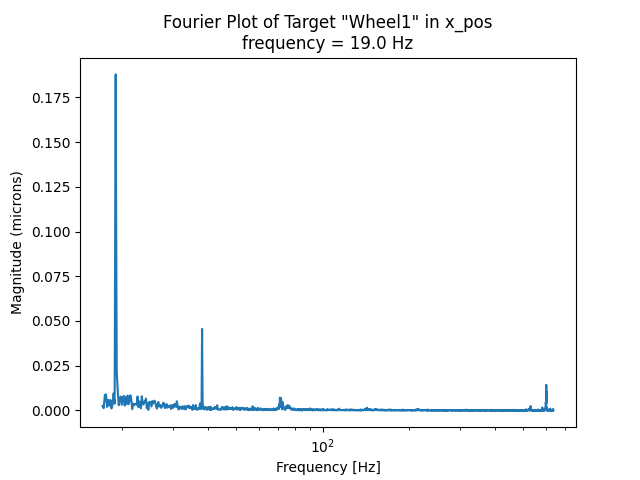 Fourier Plot of Target "Wheel1" in x_pos
frequency = 19.0 Hz
Magnitude (microns)
0.175
0.150
0.125
0.100
0.075
0.050
0.025
0.000
10²
Frequency [Hz]